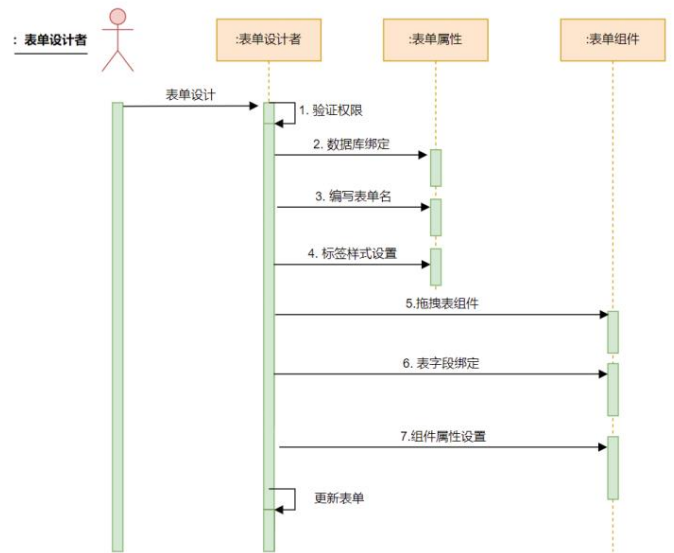 ：表单设计者
:表单设计者
:表单属性
:表单组件
表单设计
1. 验证权限
2. 数据库绑定
3. 编写表单名
4. 标签样式设置
5.拖拽表组件
6. 表字段绑定
7.组件属性设置
更新表单